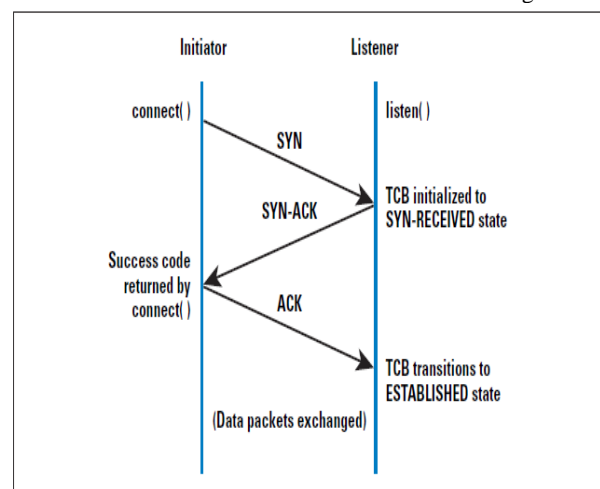 Initiator
Listener
connect( )
listen( )
SYN
TCB initialized to
SYN-RECEIVED state
SYN-ACK
Success code
returned by
connect( )
ACK
TCB transitions to
ESTABLISHED state
(Data packets exchanged)